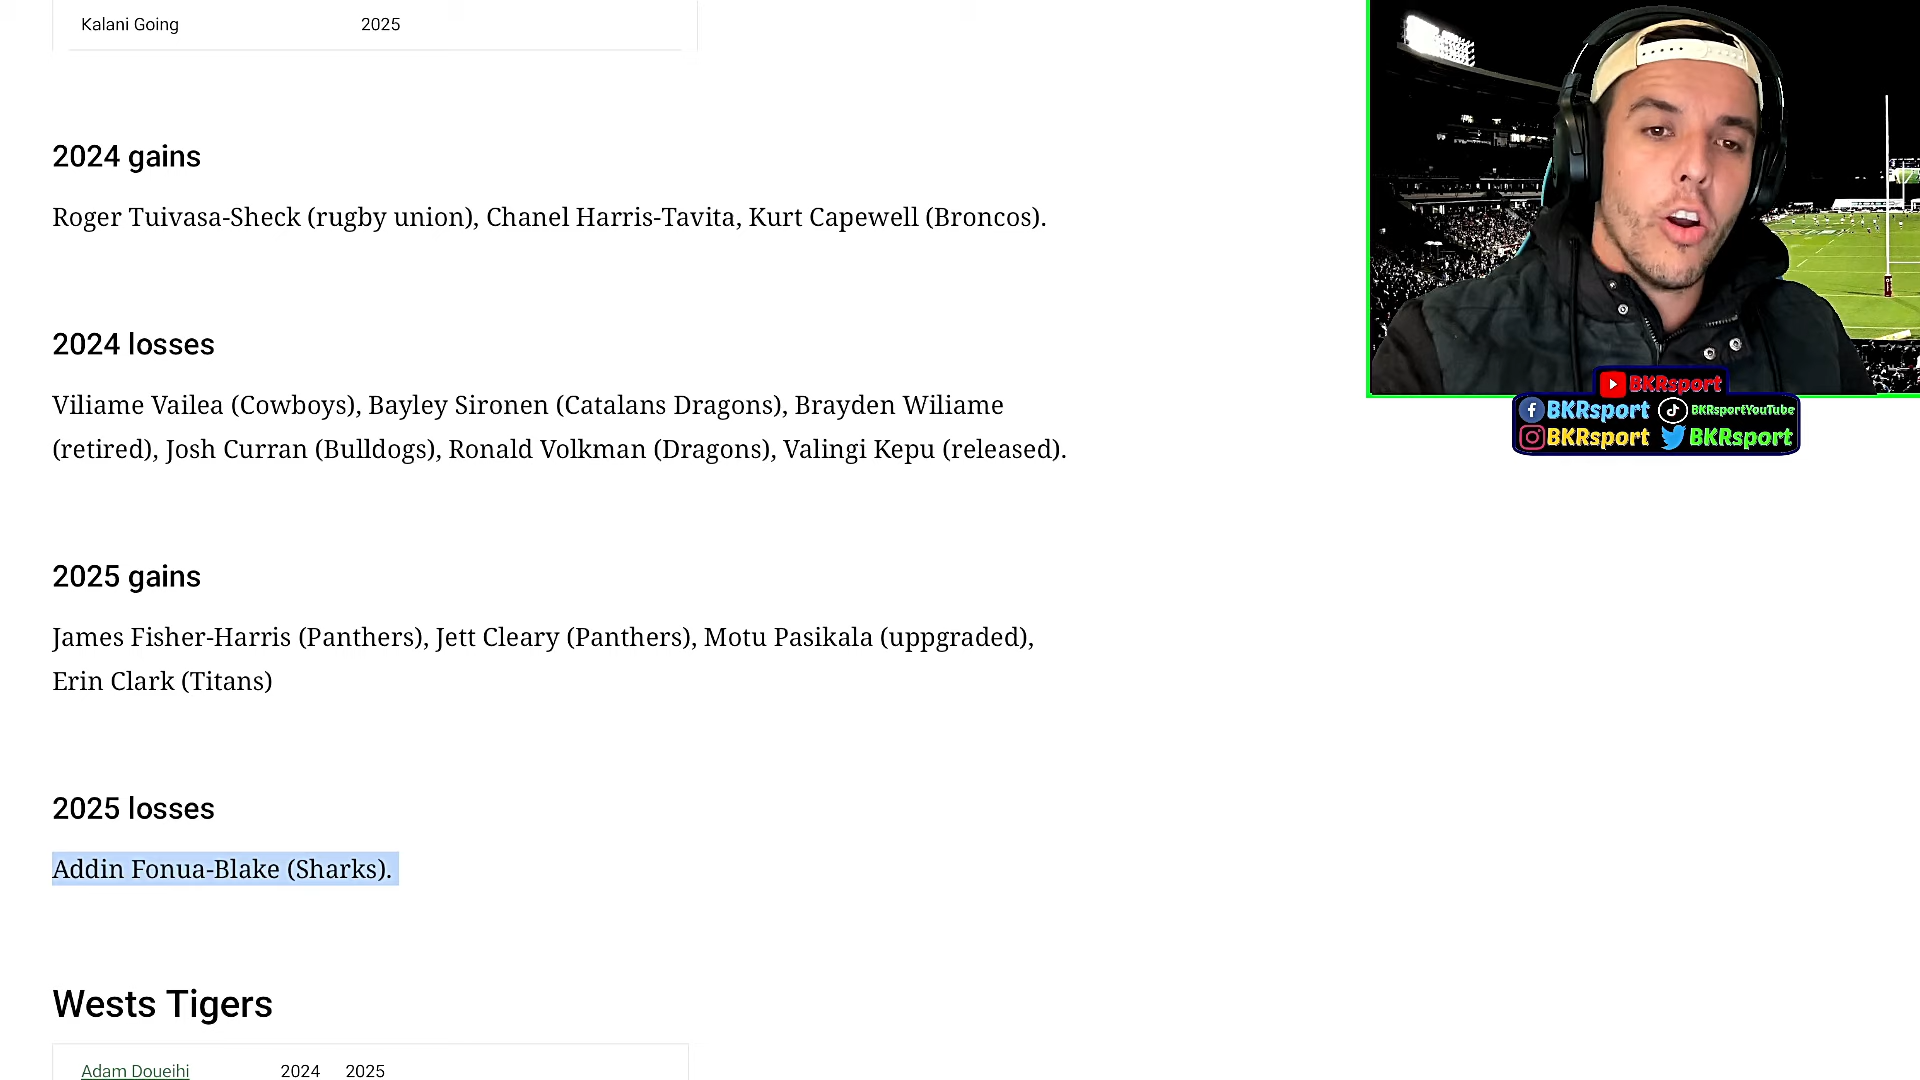 Kalani Going 2025
2024 gains
Roger Tuivasa-Sheck (rugby union), Chanel Harris-Tavita, Kurt Capewell (Broncos).
2024 losses
Viliame Vailea (Cowboys), Bayley Sironen (Catalans Dragons), Brayden Wiliame
(retired), Josh Curran (Bulldogs), Ronald Volkman (Dragons), Valingi Kepu (released).
2025 gains
James Fisher-Harris (Panthers), Jett Cleary (Panthers), Motu Pasikala (uppgraded),
Erin Clark (Titans)
2025 losses
Addin Fonua-Blake (Sharks).
Wests Tigers
Adam Doueihi 2024 2025
BKRsport
BKRsport BKRsportYouTube
BKRsport BKRsport